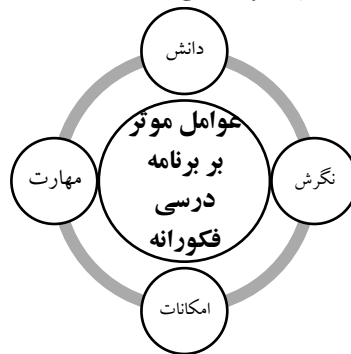 دانش
عوامل موثر
بر برنامه
درسی
فکورانه
نگرش
مهارت
امکانات